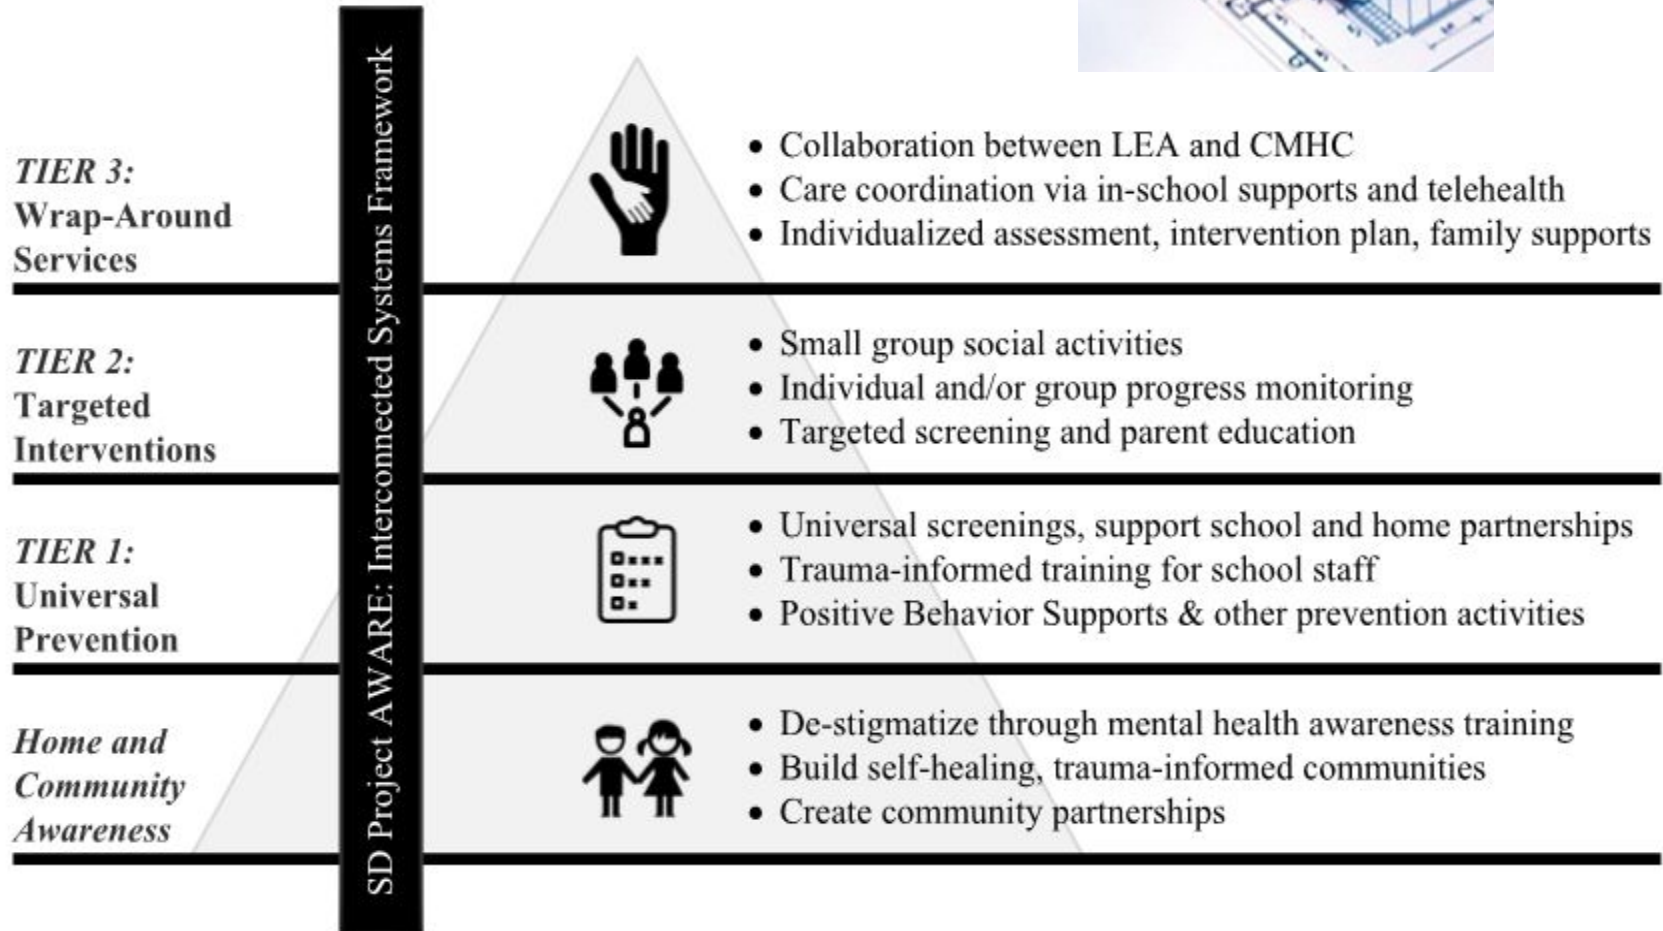 SD Project AWARE: Interconnected Systems Framework
TIER 3:
Wrap-Around
Services
• Collaboration between LEA and CMHC
• Care coordination via in-school supports and telehealth
• Individualized assessment, intervention plan, family supports
TIER 2:
Targeted
Interventions
• Small group social activities
• Individual and/or group progress monitoring
• Targeted screening and parent education
TIER 1:
Universal
Prevention
• Universal screenings, support school and home partnerships
• Trauma-informed training for school staff
• Positive Behavior Supports & other prevention activities
Home and
Community
Awareness
• De-stigmatize through mental health awareness training
• Build self-healing, trauma-informed communities
• Create community partnerships